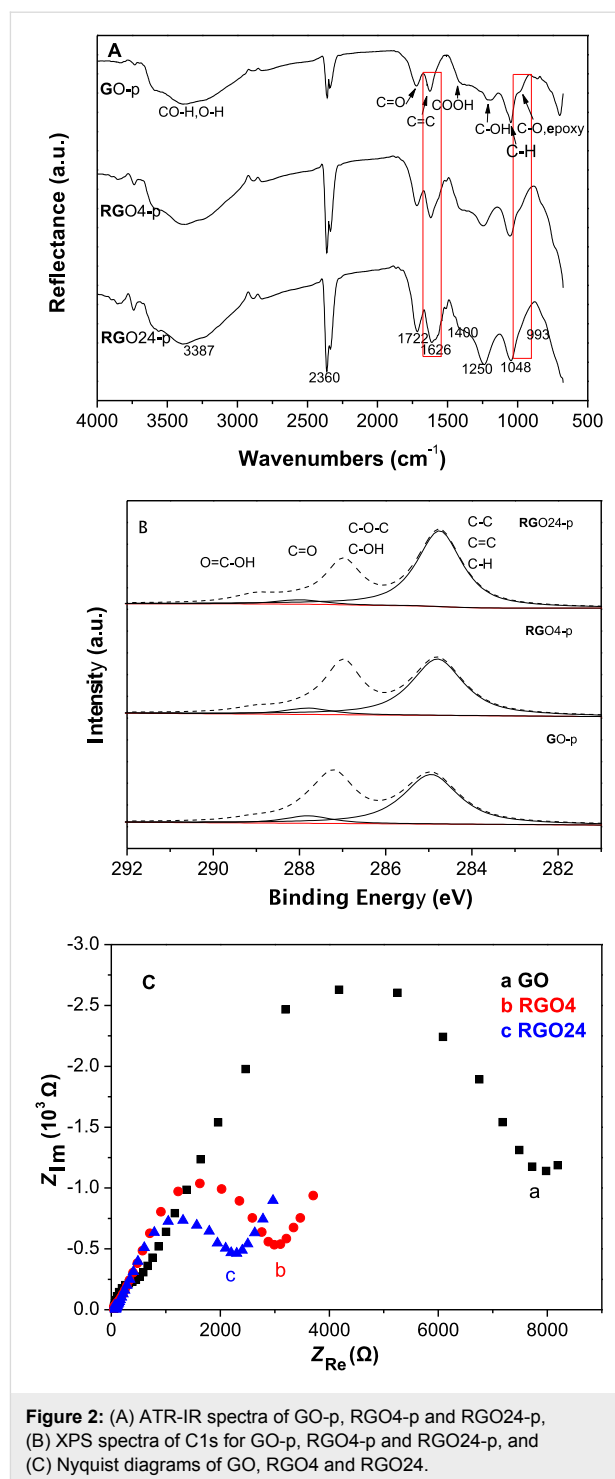 A
GO-p
CO-H,O-H
C=O
C=C
COOH
C-OH
C-H
C-O,epoxy
RGO4-p
RGO24-p
3387
2360
1722
1626
1400
1250
1048
993
Reflectance (a.u.)
4000 3500 3000 2500 2000 1500 1000 500
Wavenumbers (cm⁻¹)
B
O=C-OH
C=O
C-O-C
C-OH
C-C
C=C
C-H
RGO24-p
RGO4-p
GO-p
Intensity (a.u.)
292 290 288 286 284 282
Binding Energy (eV)
C
a GO
b RGO4
c RGO24
-3.0
-2.5
-2.0
-1.5
-1.0
-0.5
0.0
Z_Im (10³ Ω)
a
b
c
0 2000 4000 6000 8000
Z_Re (Ω)
Figure 2: (A) ATR-IR spectra of GO-p, RGO4-p and RGO24-p,
(B) XPS spectra of C1s for GO-p, RGO4-p and RGO24-p, and
(C) Nyquist diagrams of GO, RGO4 and RGO24.